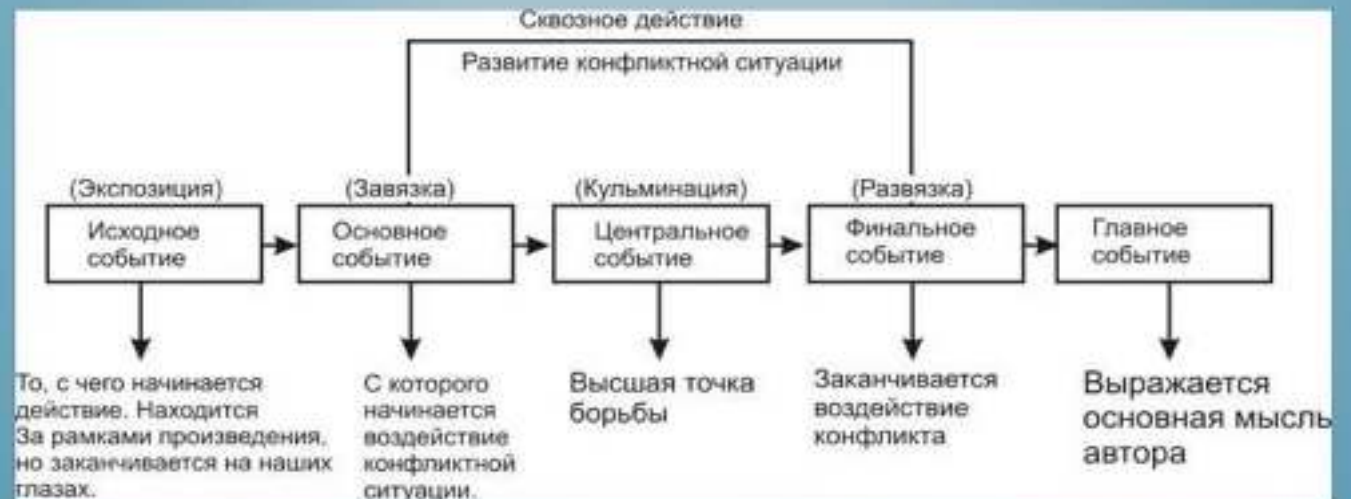 Сквозное действие
Развитие конфликтной ситуации
(Экспозиция)
Исходное
событие
(Завязка)
Основное
событие
(Кульминация)
Центральное
событие
(Развязка)
Финальное
событие
Главное
событие
То, с чего начинается
действие. Находится
За рамками произведения,
но заканчивается на наших
глазах.
С которого
начинается
воздействие
конфликтной
ситуации.
Высшая точка
борьбы
Заканчивается
воздействие
конфликта
Выражается
основная мысль
автора